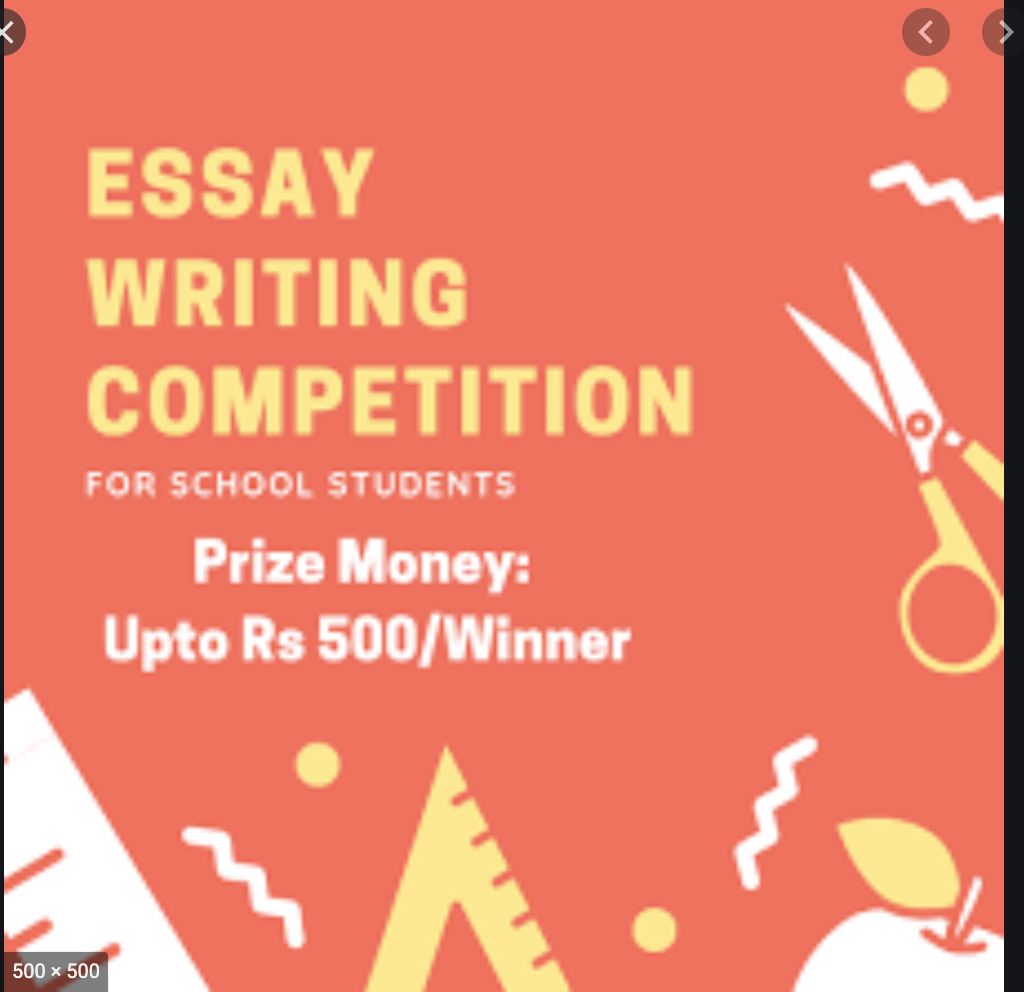 ESSAY
WRITING
COMPETITION
FOR SCHOOL STUDENTS
Prize Money:
Upto Rs 500/Winner
500 × 500